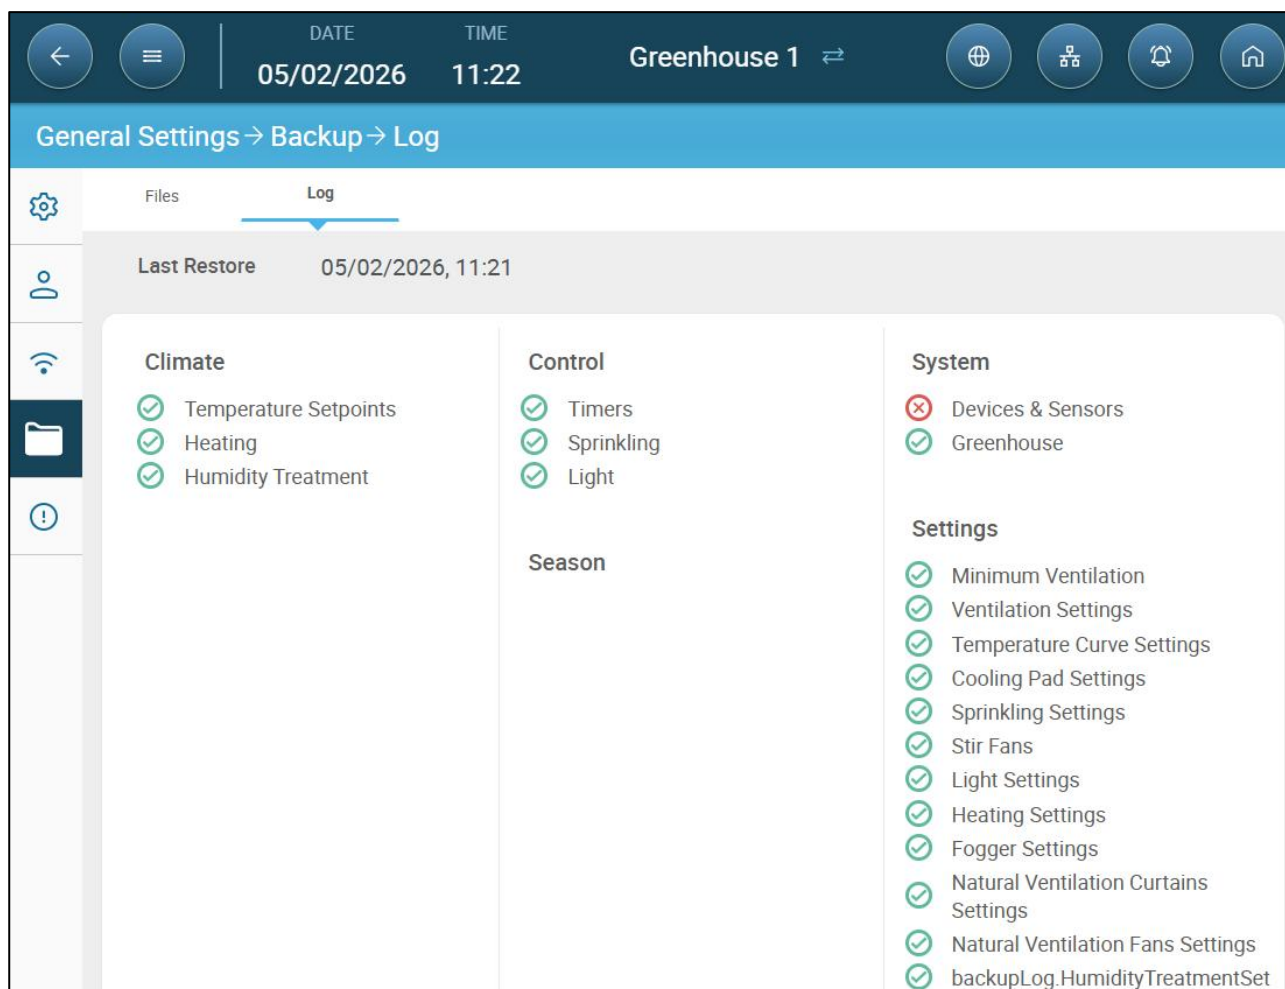 DATE
TIME
05/02/2026
11:22
Greenhouse 1
General Settings → Backup → Log
Files
Log
Last Restore
05/02/2026, 11:21
Climate
Temperature Setpoints
Heating
Humidity Treatment
Control
Timers
Sprinkling
Light
Season
System
Devices & Sensors
Greenhouse
Settings
Minimum Ventilation
Ventilation Settings
Temperature Curve Settings
Cooling Pad Settings
Sprinkling Settings
Stir Fans
Light Settings
Heating Settings
Fogger Settings
Natural Ventilation Curtains
Settings
Natural Ventilation Fans Settings
backupLog.HumidityTreatmentSet